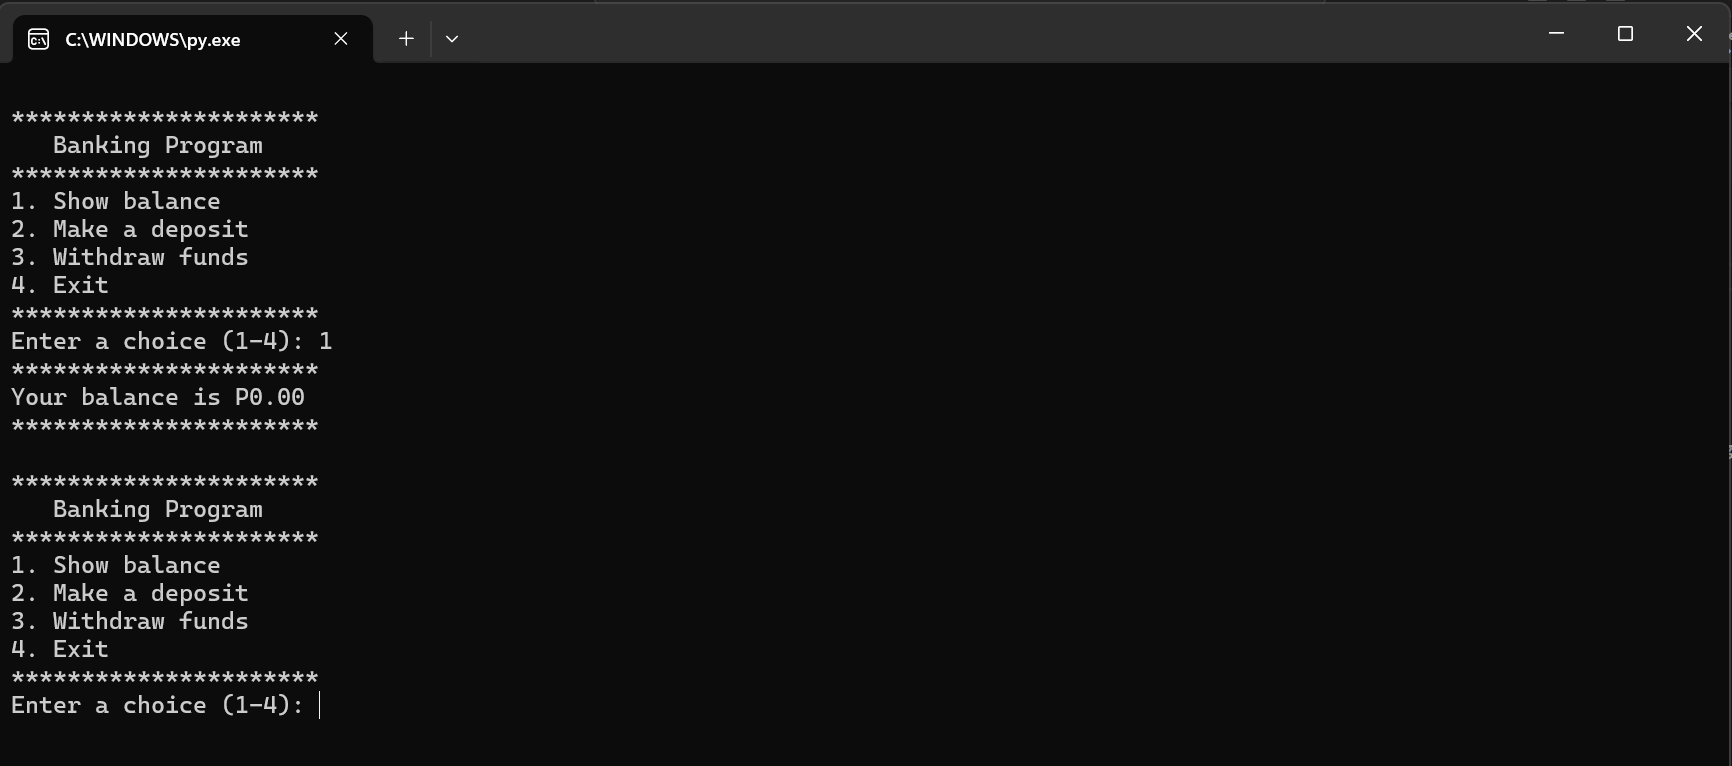 C:\WINDOWS\py.exe
**********************
   Banking Program
**********************
1. Show balance
2. Make a deposit
3. Withdraw funds
4. Exit
**********************
Enter a choice (1-4): 1
**********************
Your balance is P0.00
**********************

**********************
   Banking Program
**********************
1. Show balance
2. Make a deposit
3. Withdraw funds
4. Exit
**********************
Enter a choice (1-4):